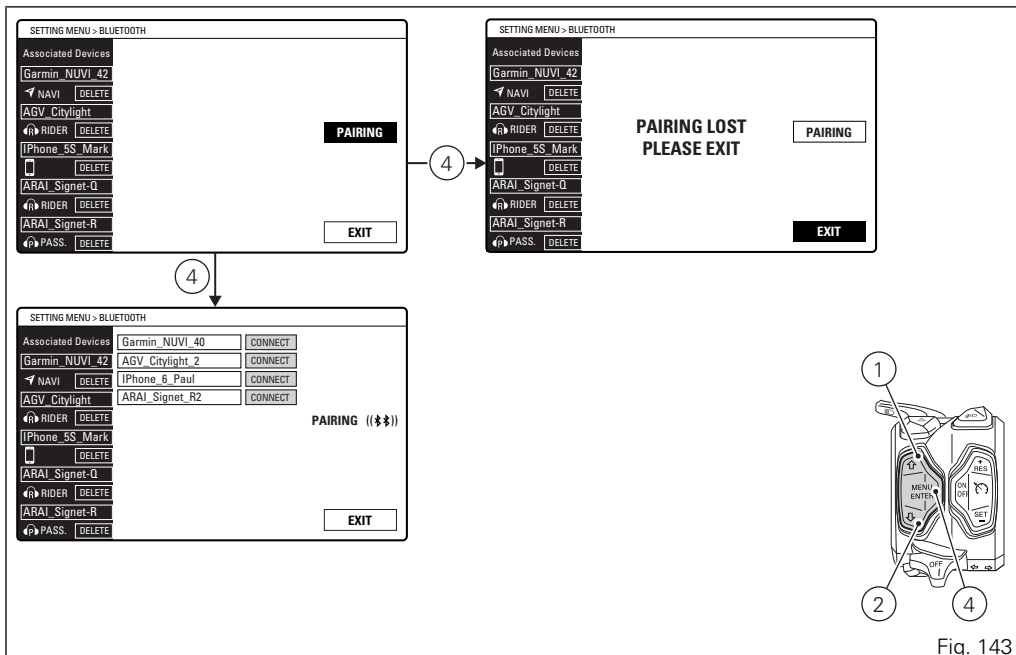 SETTING MENU > BLUETOOTH
Associated Devices
Garmin_NUVI_42
NAVI DELETE
AGV_Citylight
R RIDER DELETE
IPhone_5S_Mark
DELETE
ARAI_Signet-Q
R RIDER DELETE
ARAI_Signet-R
P PASS. DELETE
PAIRING
EXIT
4
SETTING MENU > BLUETOOTH
Associated Devices
Garmin_NUVI_42
NAVI DELETE
AGV_Citylight
R RIDER DELETE
IPhone_5S_Mark
DELETE
ARAI_Signet-Q
R RIDER DELETE
ARAI_Signet-R
P PASS. DELETE
PAIRING LOST
PLEASE EXIT
PAIRING
EXIT
4
SETTING MENU > BLUETOOTH
Associated Devices
Garmin_NUVI_42
NAVI DELETE
AGV_Citylight
R RIDER DELETE
IPhone_5S_Mark
DELETE
ARAI_Signet-Q
R RIDER DELETE
ARAI_Signet-R
P PASS. DELETE
Garmin_NUVI_40 CONNECT
AGV_Citylight_2 CONNECT
IPhone_6_Paul CONNECT
ARAI_Signet_R2 CONNECT
PAIRING
EXIT
1
MENU
ENTER
+
RES
ON
OFF
SET
−
OFF
2
4
Fig. 143